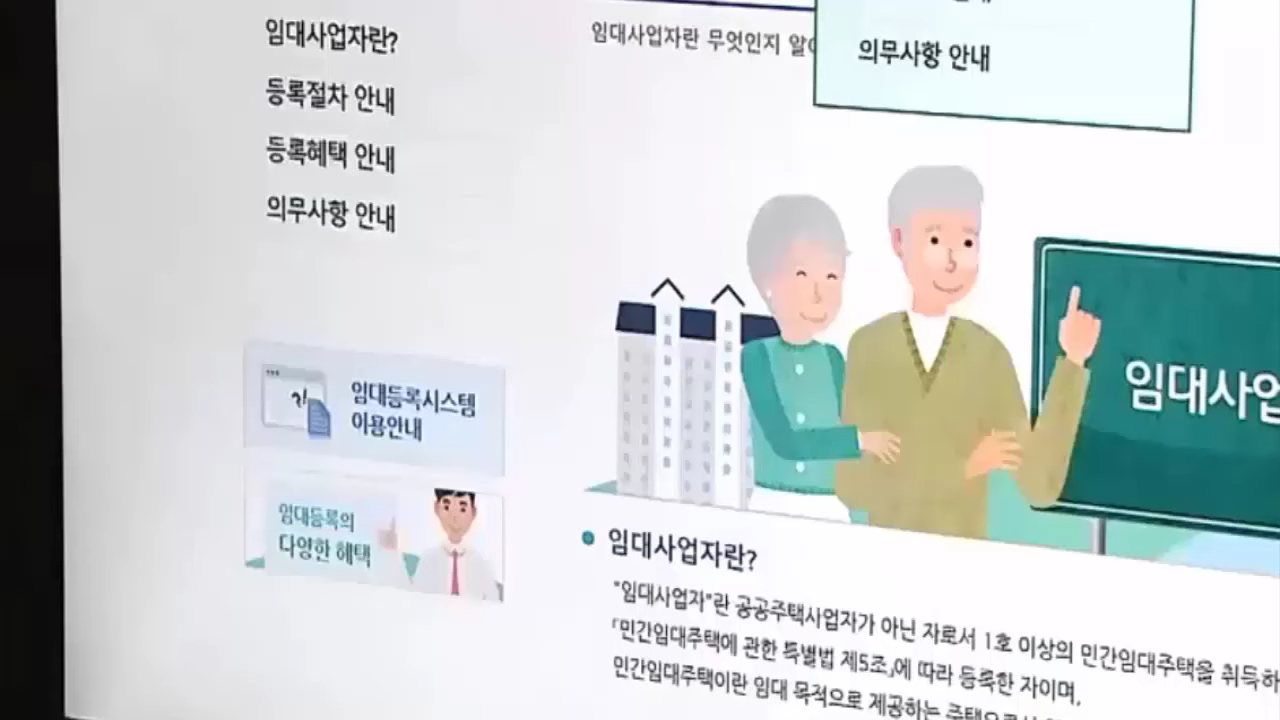 임대사업자란?
등록절차 안내
등록혜택 안내
의무사항 안내
임대등록시스템
이용안내
임대등록의
다양한 혜택
임대사업자란 무엇인지
의무사항 안내
임대사업
임대사업자란?
"임대사업자"란 공공주택사업자가 아닌 자로서 1호 이상의 민간임대주택을 취득하
「민간임대주택에 관한 특별법 제5조」에 따라 등록한 자이며,
민간임대주택이란 임대 목적으로 제공하는